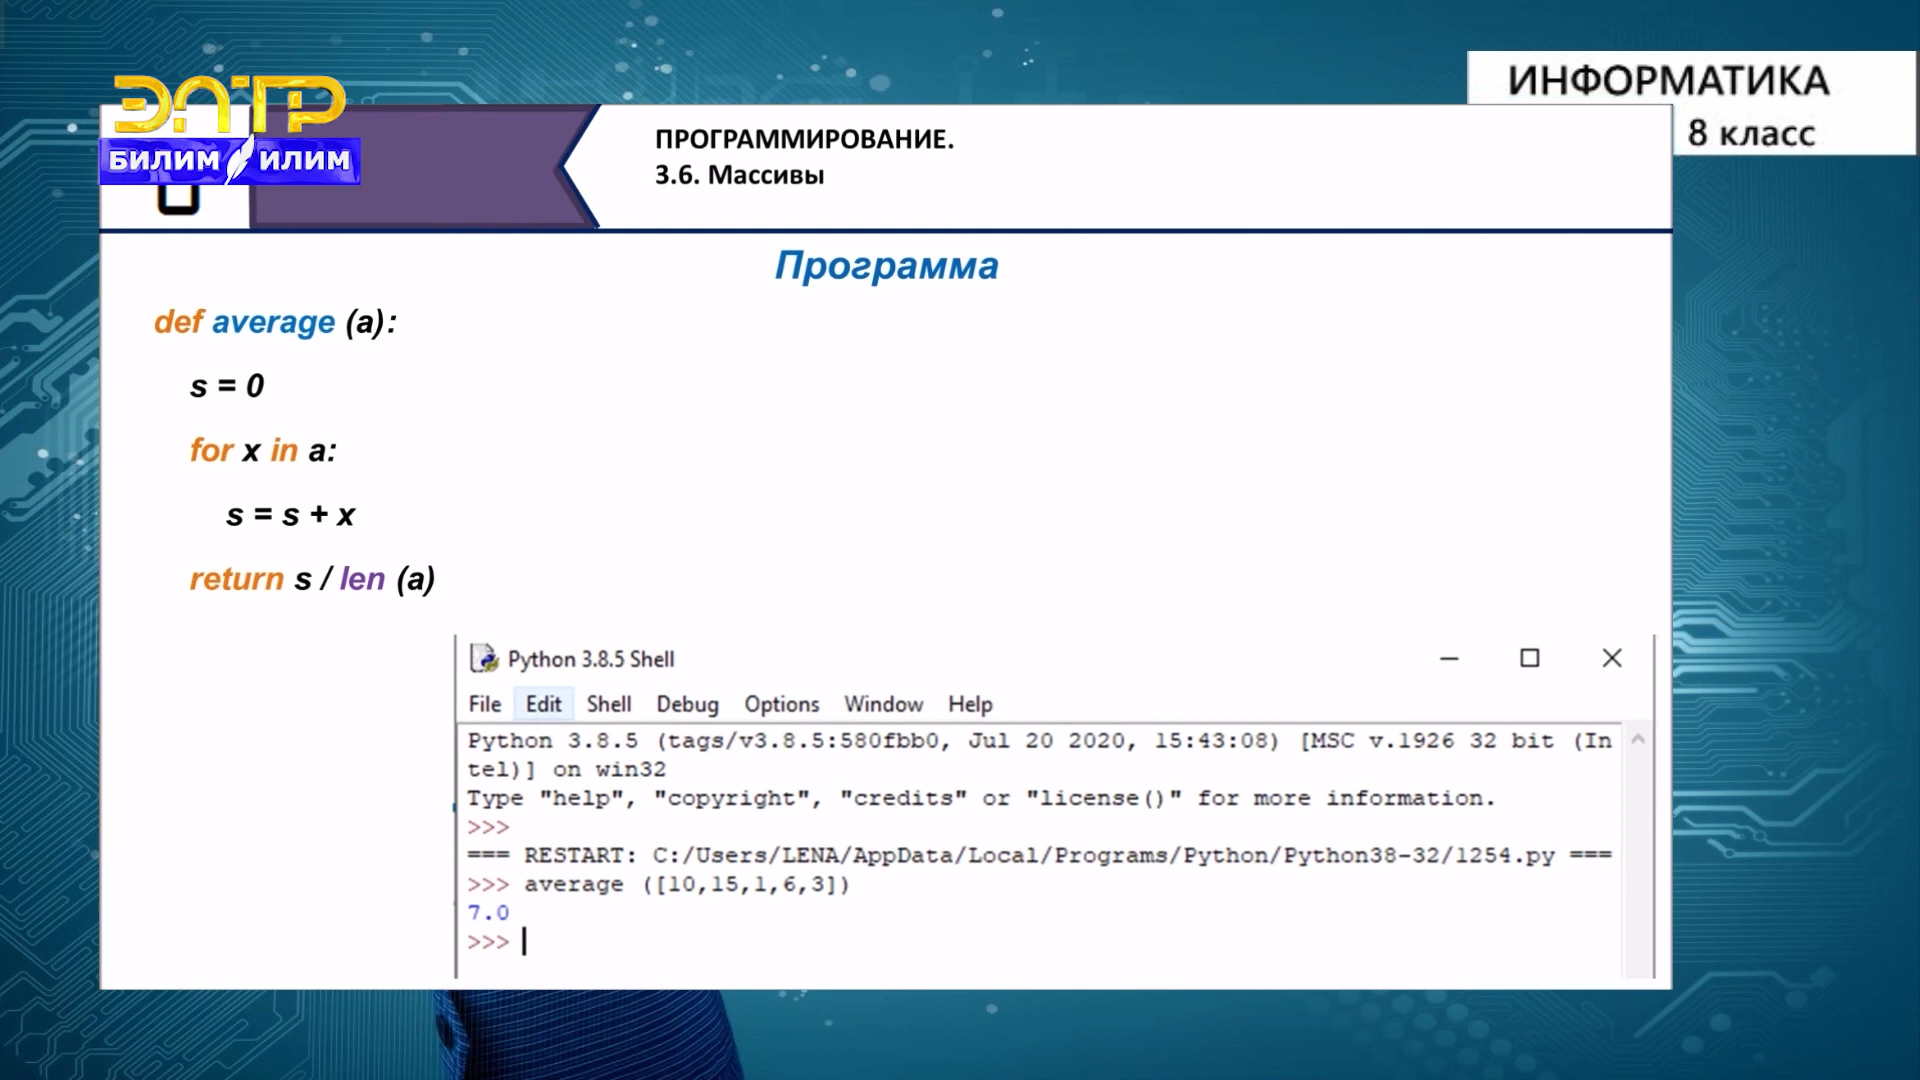 ЭЛТР
БИЛИМ ИЛИМ
ИНФОРМАТИКА
8 класс
ПРОГРАММИРОВАНИЕ.
3.6. Массивы
Программа
def average (a):
s = 0
for x in a:
s = s + x
return s / len (a)
Python 3.8.5 Shell
File Edit Shell Debug Options Window Help
Python 3.8.5 (tags/v3.8.5:580fbb0, Jul 20 2020, 15:43:08) [MSC v.1926 32 bit (In
tel)] on win32
Type "help", "copyright", "credits" or "license()" for more information.
>>>
=== RESTART: C:/Users/LENA/AppData/Local/Programs/Python/Python38-32/1254.py ===
>>> average ([10,15,1,6,3])
7.0
>>>